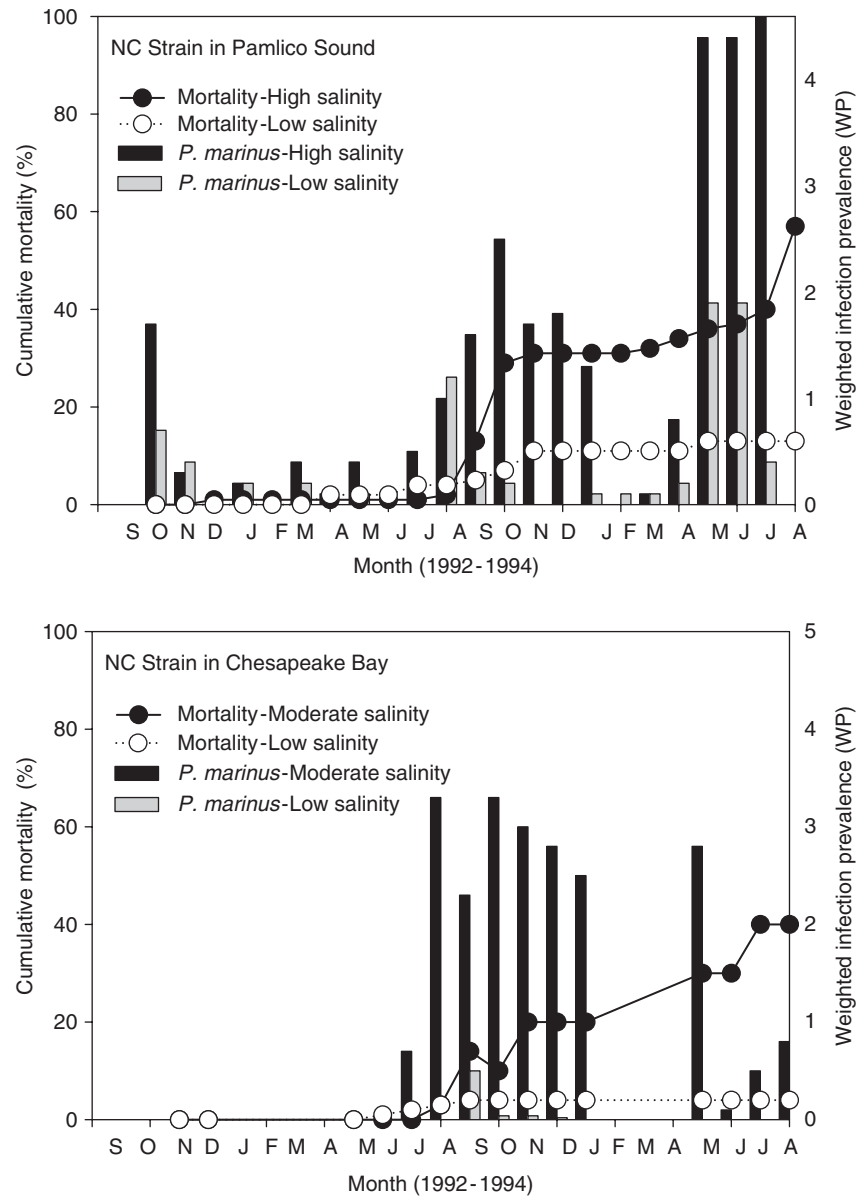 NC Strain in Pamlico Sound
Mortality-High salinity
Mortality-Low salinity
P. marinus-High salinity
P. marinus-Low salinity
Cumulative mortality (%)
100
80
60
40
20
0
Weighted infection prevalence (WP)
4
3
2
1
0
S O N D J F M A M J J A S O N D J F M A M J J A
Month (1992-1994)
NC Strain in Chesapeake Bay
Mortality-Moderate salinity
Mortality-Low salinity
P. marinus-Moderate salinity
P. marinus-Low salinity
Cumulative mortality (%)
100
80
60
40
20
0
Weighted infection prevalence (WP)
5
4
3
2
1
0
S O N D J F M A M J J A S O N D J F M A M J J A
Month (1992-1994)